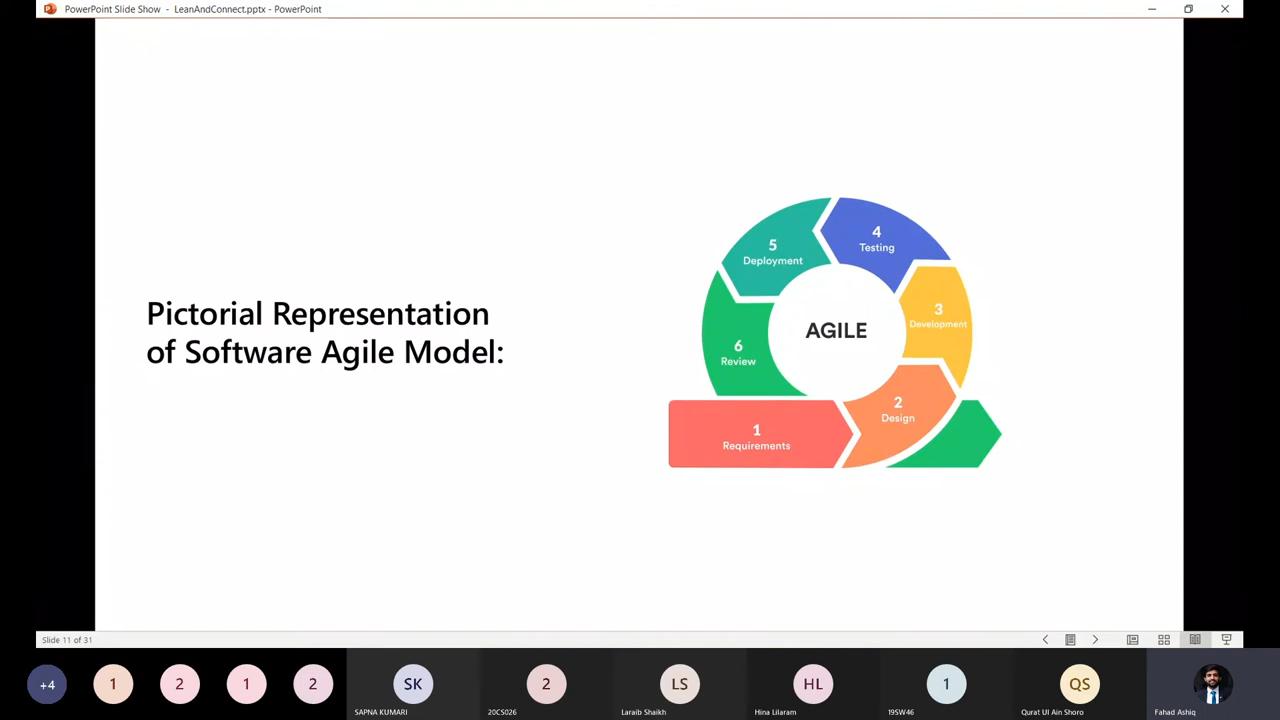 PowerPoint Slide Show - LeanAndConnect.pptx - PowerPoint
Pictorial Representation
of Software Agile Model:
AGILE
1
Requirements
2
Design
3
Development
4
Testing
5
Deployment
6
Review
Slide 11 of 31
+4
1
2
1
2
SK
SAPNA KUMARI
2
20CS026
LS
Laraib Shaikh
HL
Hina Lilaram
1
19SW46
QS
Qurat Ul Ain Shoro
Fahad Ashiq